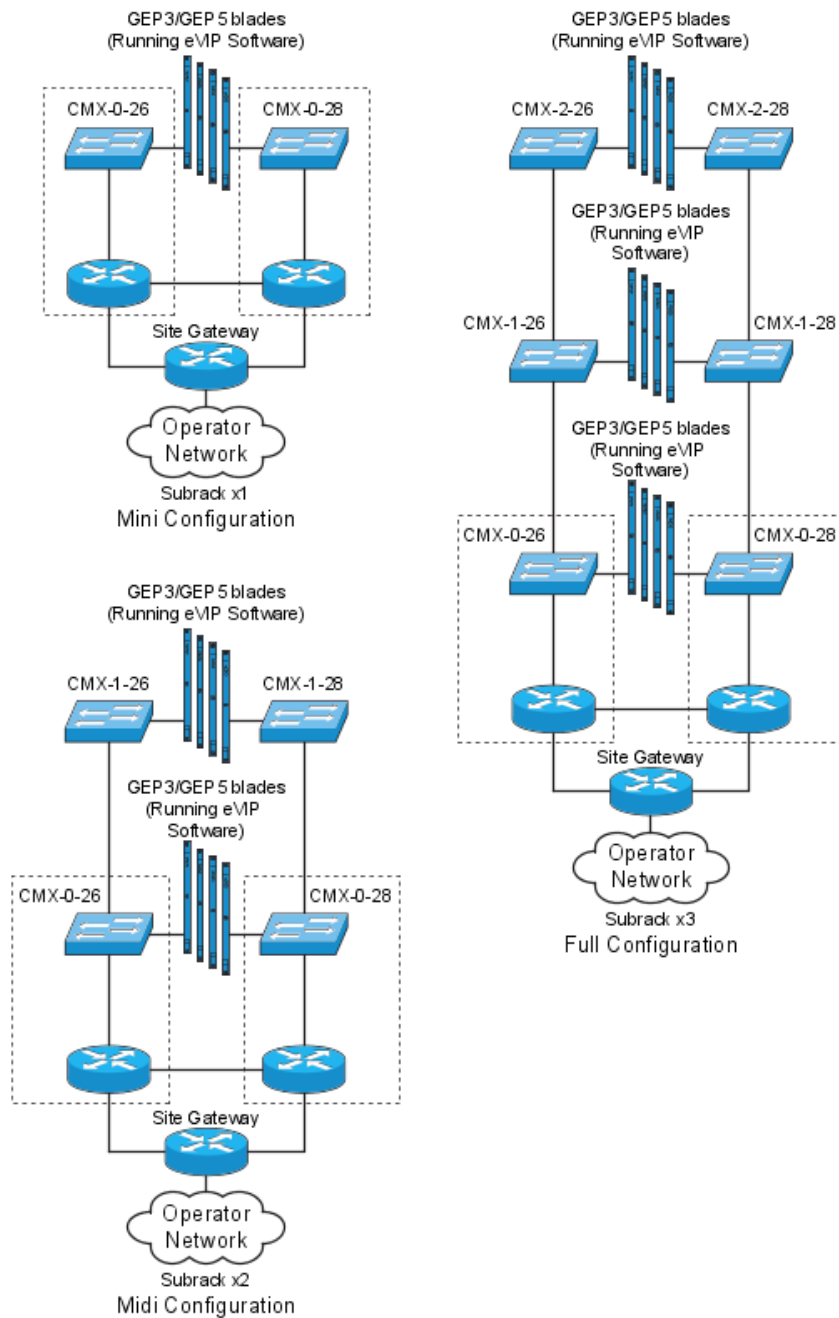 GEP3/GEP5 blades
(Running eVIP Software)
CMX-0-26
CMX-0-28
Site Gateway
Operator
Network
Subrack x1
Mini Configuration
GEP3/GEP5 blades
(Running eVIP Software)
CMX-1-26
CMX-1-28
GEP3/GEP5 blades
(Running eVIP
Software)
CMX-0-26
CMX-0-28
Site Gateway
Operator
Network
Subrack x2
Midi Configuration
GEP3/GEP5 blades
(Running eVIP Software)
CMX-2-26
CMX-2-28
GEP3/GEP5 blades
(Running eVIP
Software)
CMX-1-26
CMX-1-28
GEP3/GEP5 blades
(Running eVIP
Software)
CMX-0-26
CMX-0-28
Site Gateway
Operator
Network
Subrack x3
Full Configuration